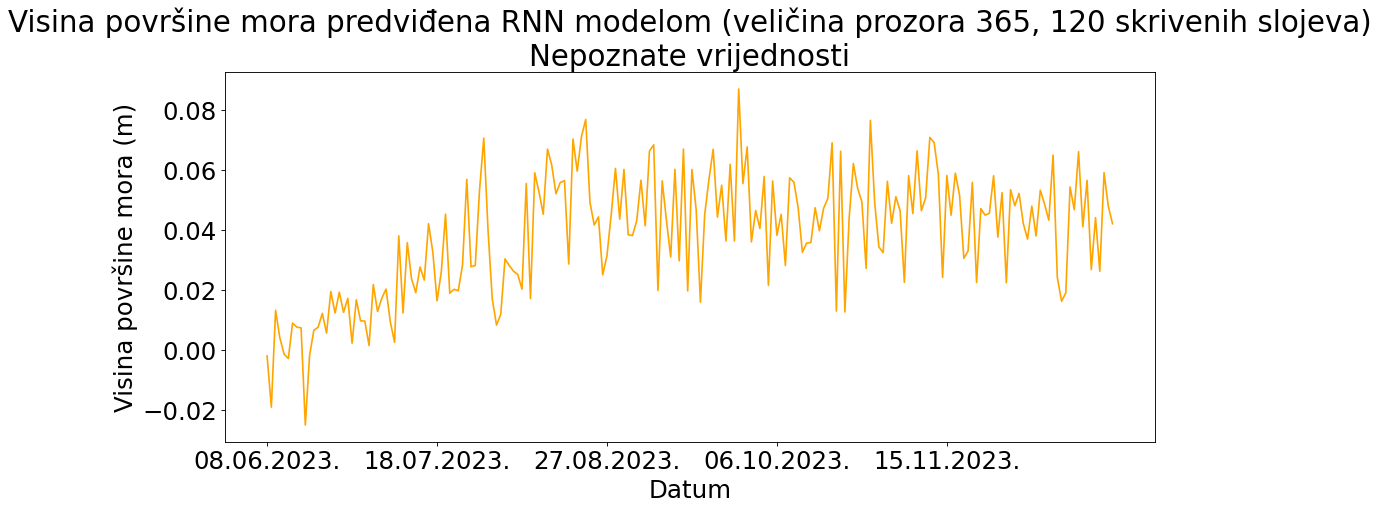 Visina površine mora predviđena RNN modelom (veličina prozora 365, 120 skrivenih slojeva)
Nepoznate vrijednosti
Visina površine mora (m)
0.08
0.06
0.04
0.02
0.00
−0.02
08.06.2023. 18.07.2023. 27.08.2023. 06.10.2023. 15.11.2023.
Datum